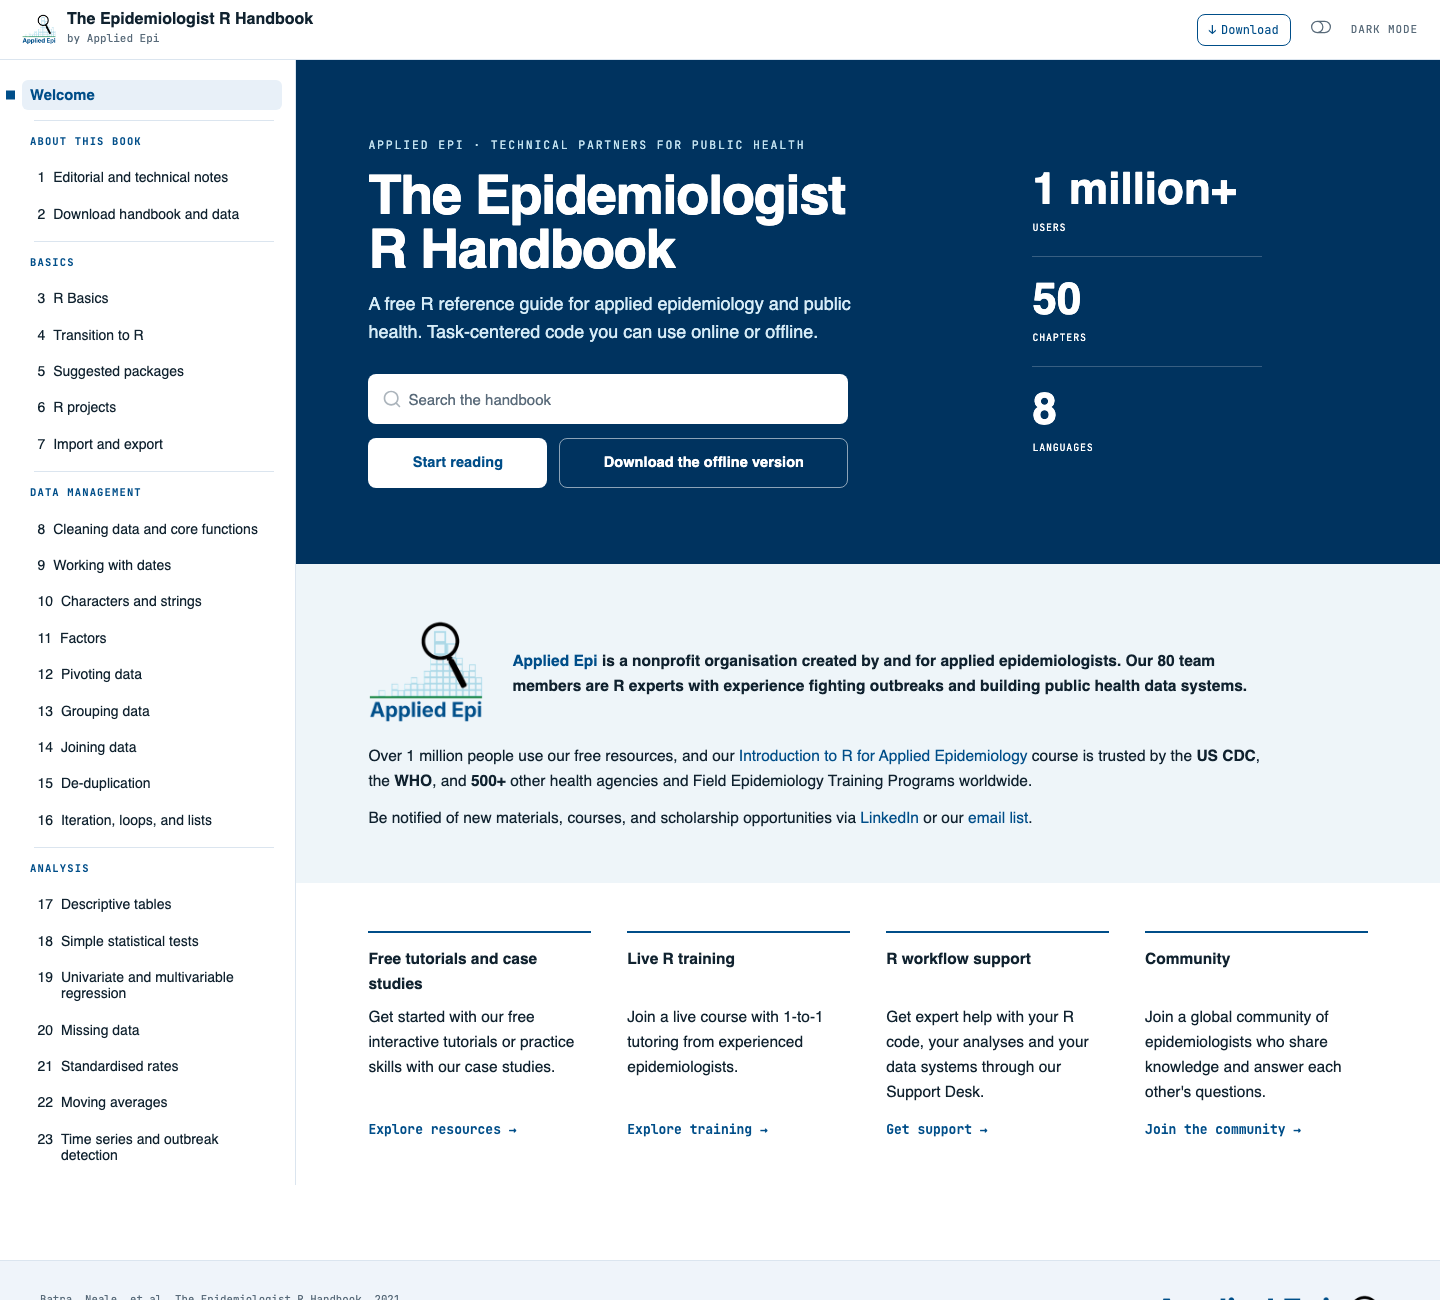 The Epidemiologist R Handbook
by Applied Epi
Applied Epi
↓ Download
DARK MODE
Welcome
ABOUT THIS BOOK
1 Editorial and technical notes
2 Download handbook and data
BASICS
3 R Basics
4 Transition to R
5 Suggested packages
6 R projects
7 Import and export
DATA MANAGEMENT
8 Cleaning data and core functions
9 Working with dates
10 Characters and strings
11 Factors
12 Pivoting data
13 Grouping data
14 Joining data
15 De-duplication
16 Iteration, loops, and lists
ANALYSIS
17 Descriptive tables
18 Simple statistical tests
19 Univariate and multivariable
regression
20 Missing data
21 Standardised rates
22 Moving averages
23 Time series and outbreak
detection
APPLIED EPI · TECHNICAL PARTNERS FOR PUBLIC HEALTH
The Epidemiologist
R Handbook
A free R reference guide for applied epidemiology and public
health. Task-centered code you can use online or offline.
Search the handbook
Start reading
Download the offline version
1 million+
USERS
50
CHAPTERS
8
LANGUAGES
Applied Epi
Applied Epi is a nonprofit organisation created by and for applied epidemiologists. Our 80 team
members are R experts with experience fighting outbreaks and building public health data systems.
Over 1 million people use our free resources, and our Introduction to R for Applied Epidemiology course is trusted by the US CDC,
the WHO, and 500+ other health agencies and Field Epidemiology Training Programs worldwide.
Be notified of new materials, courses, and scholarship opportunities via LinkedIn or our email list.
Free tutorials and case
studies
Get started with our free
interactive tutorials or practice
skills with our case studies.
Explore resources →
Live R training
Join a live course with 1-to-1
tutoring from experienced
epidemiologists.
Explore training →
R workflow support
Get expert help with your R
code, your analyses and your
data systems through our
Support Desk.
Get support →
Community
Join a global community of
epidemiologists who share
knowledge and answer each
other's questions.
Join the community →
Batra, Neale, et al. The Epidemiologist R Handbook. 2021
Applied Epi